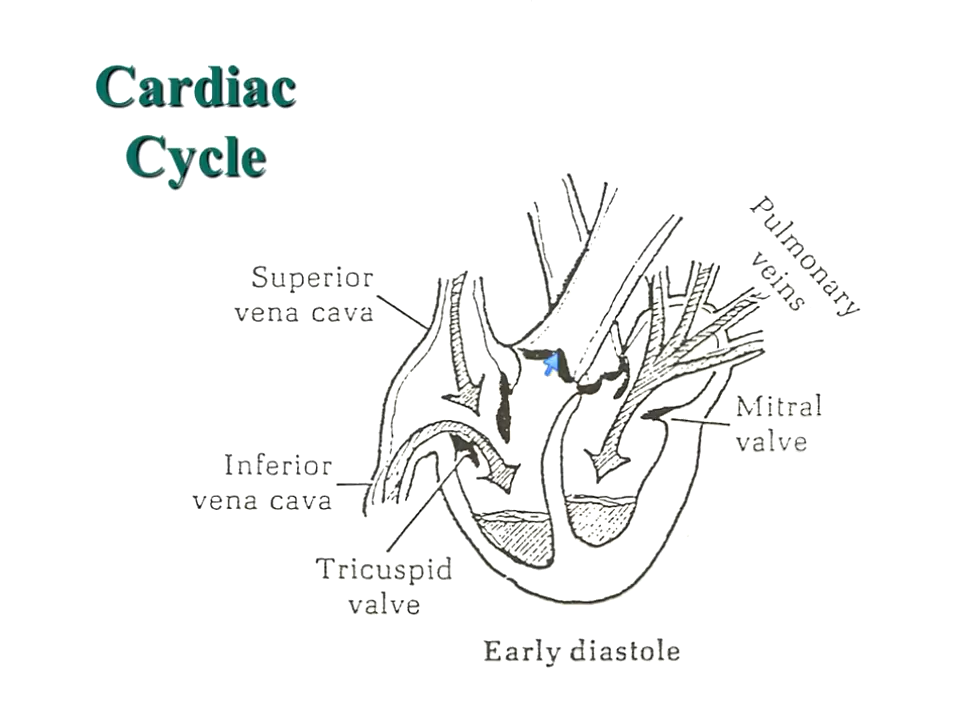 Cardiac
Cycle
Superior
vena cava
Pulmonary
veins
Mitral
valve
Inferior
vena cava
Tricuspid
valve
Early diastole